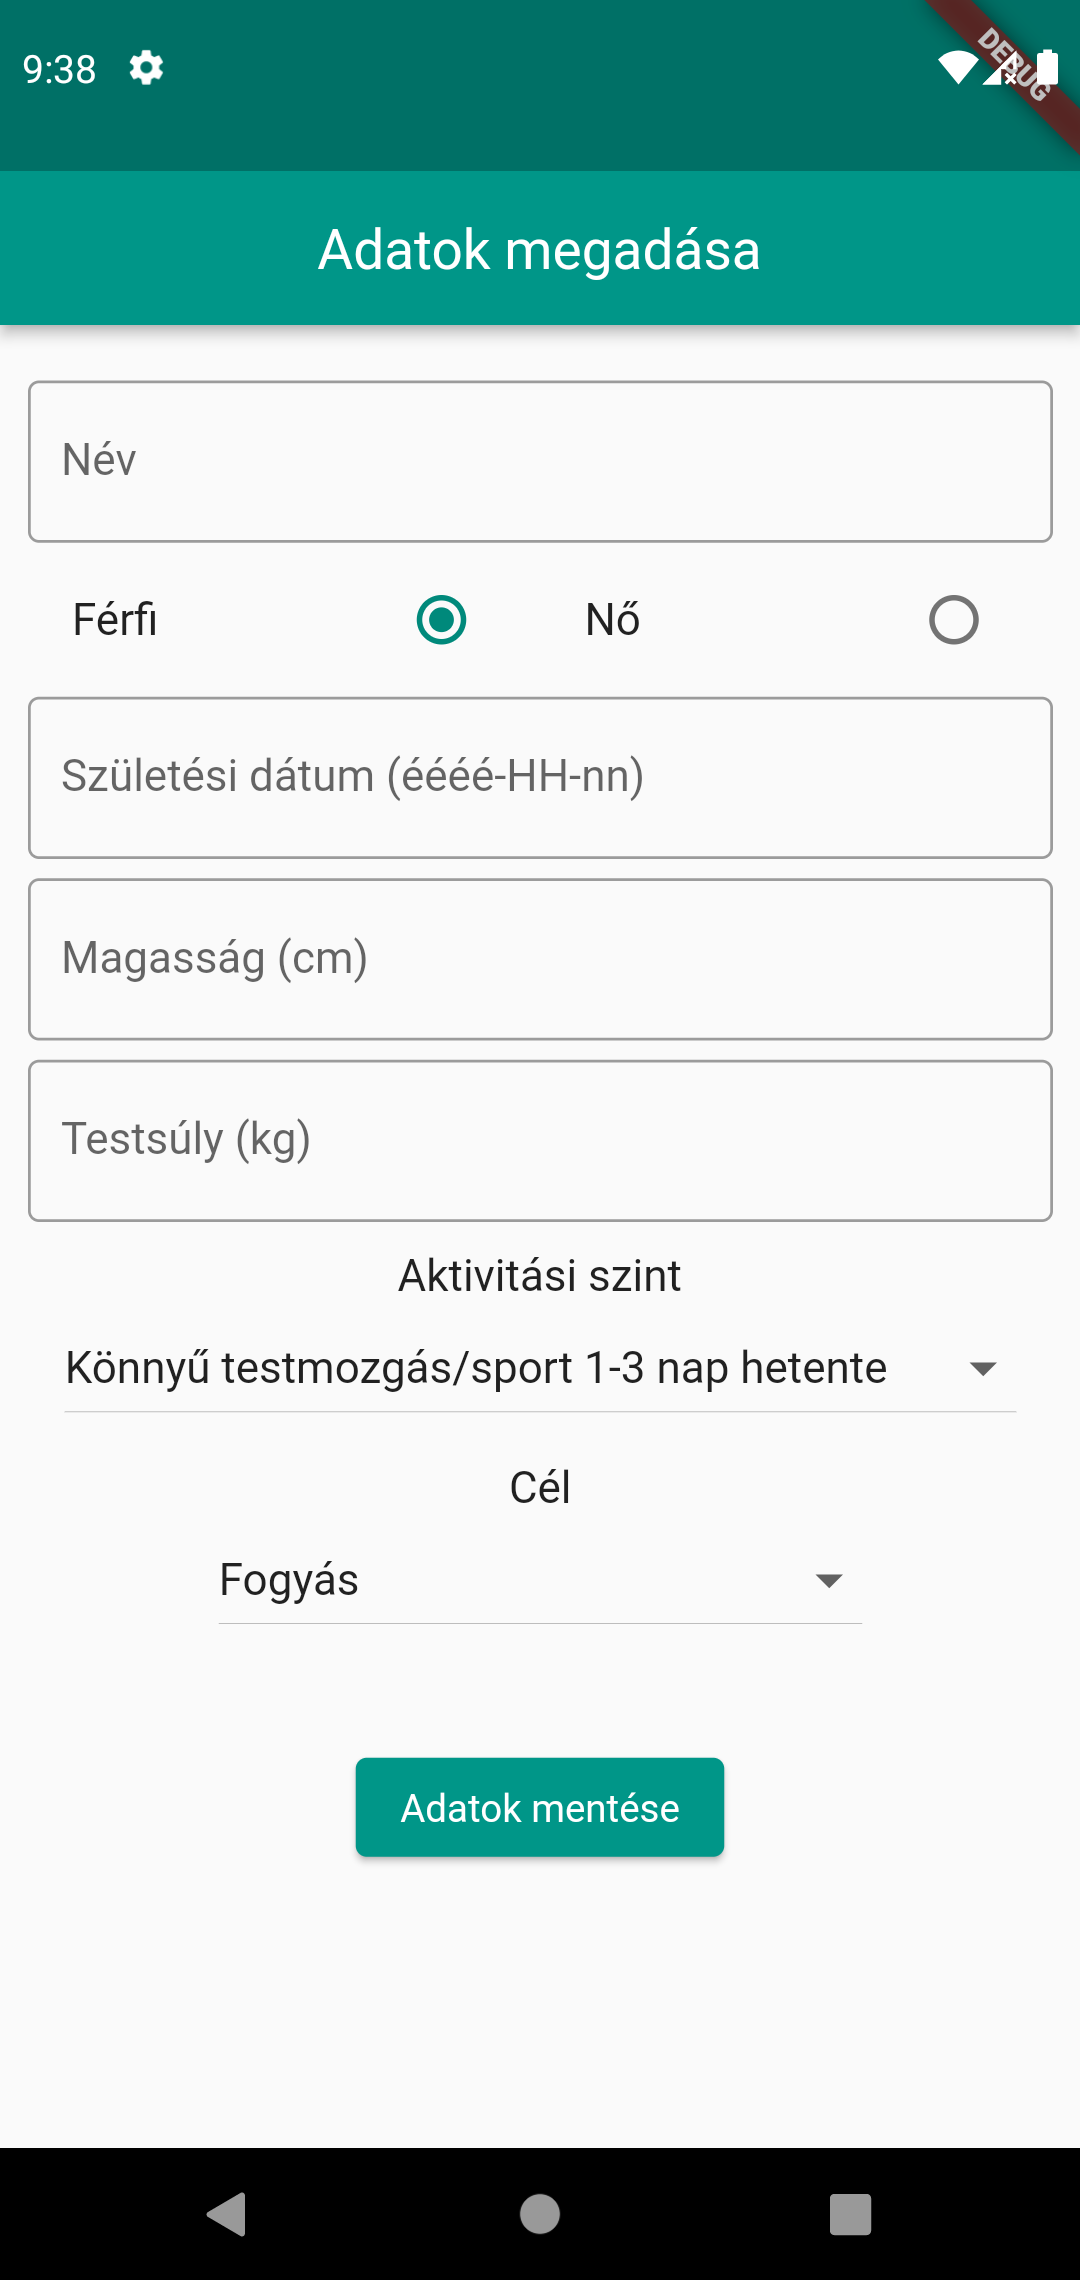 9:38
DEBUG
Adatok megadása
Név
Férfi
Nő
Születési dátum (éééé-HH-nn)
Magasság (cm)
Testsúly (kg)
Aktivitási szint
Könnyű testmozgás/sport 1-3 nap hetente
Cél
Fogyás
Adatok mentése